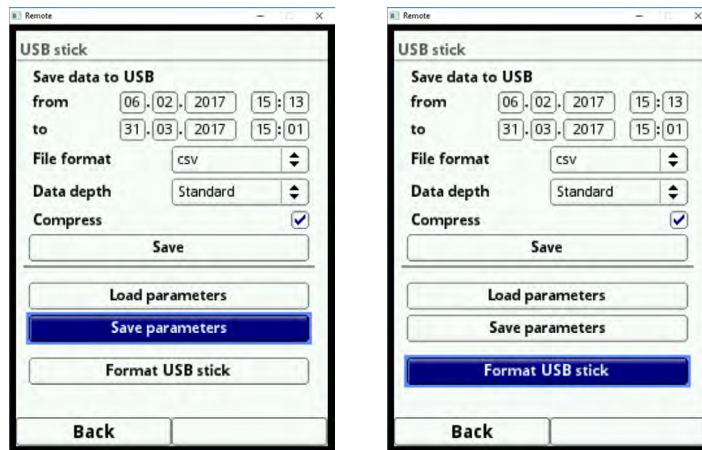 Remote
USB stick
Save data to USB
from 06.02.2017 15:13
to 31.03.2017 15:01
File format csv
Data depth Standard
Compress
Save
Load parameters
Save parameters
Format USB stick
Back
Remote
USB stick
Save data to USB
from 06.02.2017 15:13
to 31.03.2017 15:01
File format csv
Data depth Standard
Compress
Save
Load parameters
Save parameters
Format USB stick
Back